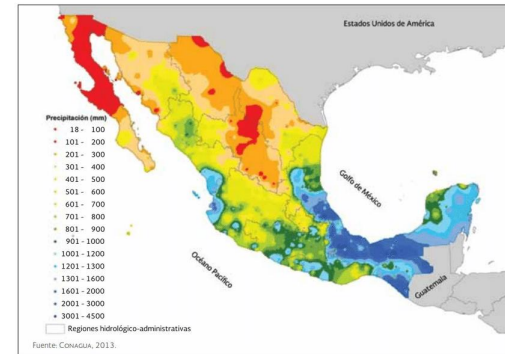 Estados Unidos de América
Golfo de México
Océano Pacífico
Guatemala
Precipitación (mm)
18 - 100
101 - 200
201 - 300
301 - 400
401 - 500
501 - 600
601 - 700
701 - 800
801 - 900
901 - 1000
1001 - 1200
1201 - 1300
1301 - 1600
1601 - 2000
2001 - 3000
3001 - 4500
Regiones hidrológico-administrativas
Fuente: CONAGUA, 2013.